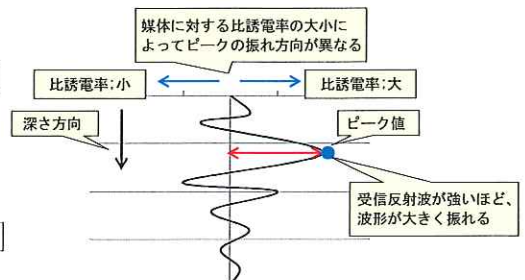 媒体に対する比誘電率の大小に
よってピークの振れ方向が異なる
比誘電率;小
比誘電率;大
深さ方向
ピーク値
受信反射波が強いほど、
波形が大きく振れる